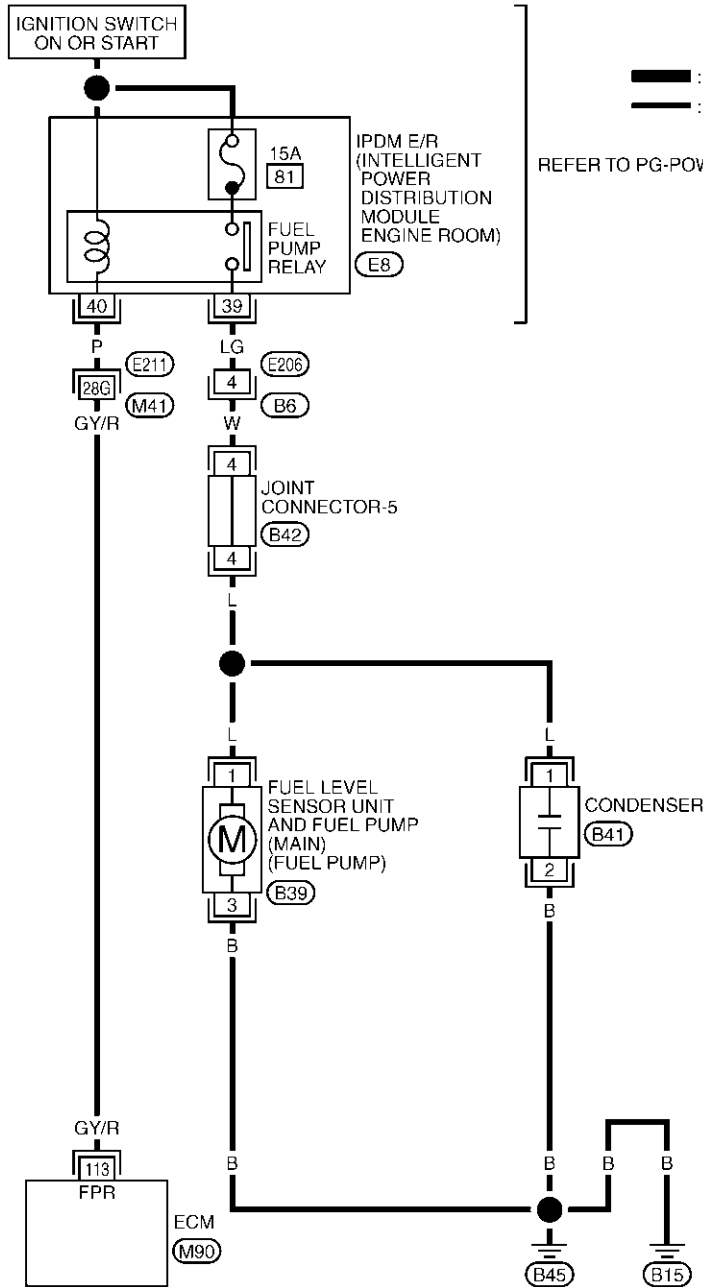 IGNITION SWITCH
ON OR START
:
:
REFER TO PG-POW
15A
81
IPDM E/R
(INTELLIGENT
POWER
DISTRIBUTION
MODULE
ENGINE ROOM)
E8
FUEL
PUMP
RELAY
40
39
P
LG
E211
E206
28G
4
M41
B6
GY/R
W
4
JOINT
CONNECTOR-5
B42
4
L
L
L
1
FUEL LEVEL
SENSOR UNIT
AND FUEL PUMP
(MAIN)
(FUEL PUMP)
M
B39
3
B
1
CONDENSER
B41
2
B
GY/R
113
FPR
ECM
M90
B
B
B
B
B45
B15